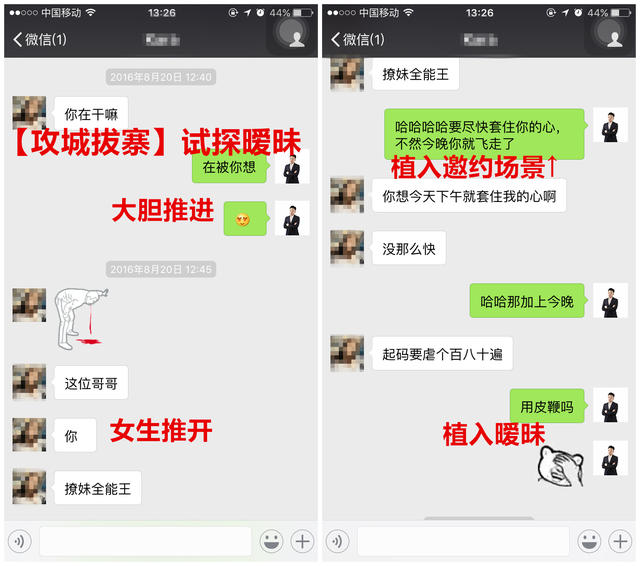 中国移动
13:26
44%
微信(1)
2016年8月20日 12:40
你在干嘛
【攻城拔寨】试探暧昧
在被你想
大胆推进
2016年8月20日 12:45
这位哥哥
你
女生推开
撩妹全能王
中国移动
13:26
44%
微信(1)
撩妹全能王
哈哈哈哈要尽快套住你的心，
不然今晚你就飞走了
植入邀约场景↑
你想今天下午就套住我的心啊
没那么快
哈哈那加上今晚
起码要虐个百八十遍
用皮鞭吗
植入暧昧